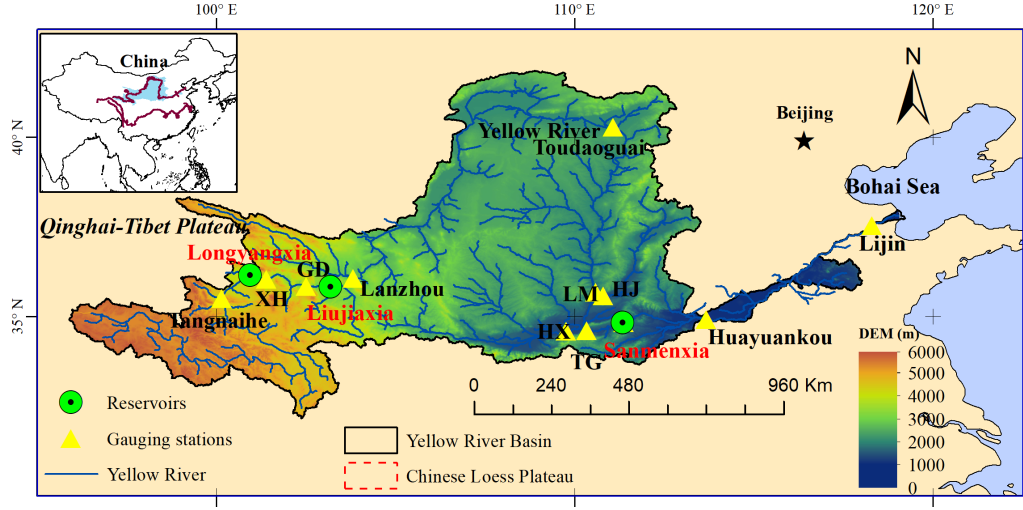 100° E
110° E
120° E
China
N
Beijing
40° N
Yellow River
Toudaoguai
Bohai Sea
Qinghai-Tibet Plateau
Lijin
Longyangxia
GD
XH
Lanzhou
LM
HJ
Tangnaihe
Liujiaxia
35° N
HX
Sanmenxia
Huayuankou
TG
DEM (m)
6000
5000
4000
3000
2000
1000
0
0
240
480
960 Km
Reservoirs
Gauging stations
Yellow River
Yellow River Basin
Chinese Loess Plateau